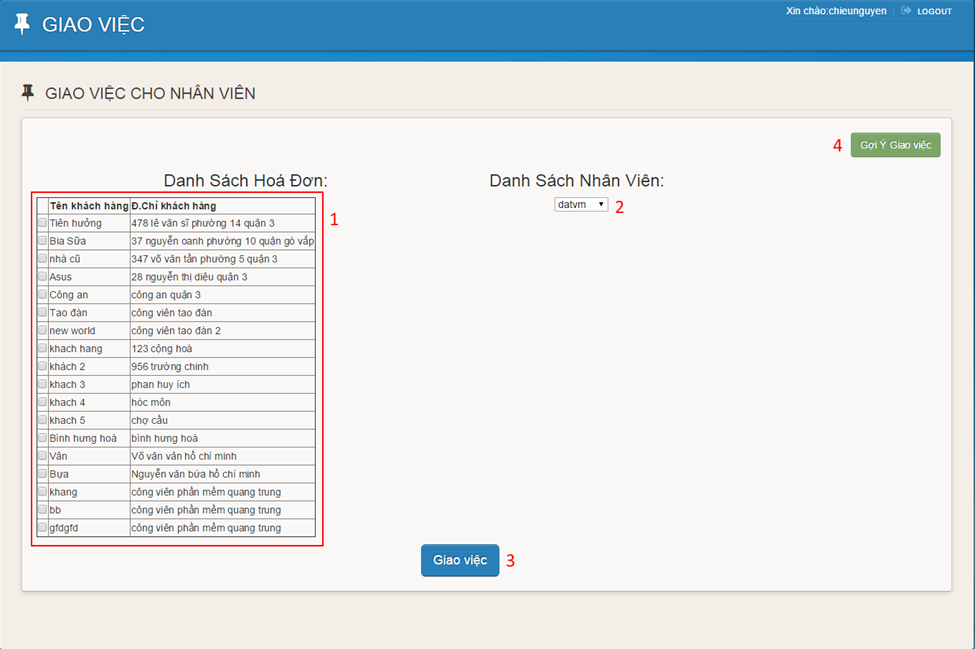 GIAO VIỆC
Xin chào:chieunguyen LOGOUT
GIAO VIỆC CHO NHÂN VIÊN
4 Gợi Ý Giao việc
Danh Sách Hoá Đơn: Danh Sách Nhân Viên:
datvm 2
1
Tên khách hàng Đ.Chỉ khách hàng
Tiên hưởng 478 lê văn sĩ phường 14 quận 3
Bia Sữa 37 nguyễn oanh phường 10 quận gò vấp
nhà cũ 347 võ văn tần phường 5 quận 3
Asus 28 nguyễn thị diệu quận 3
Công an công an quận 3
Tao đàn công viên tao đàn
new world công viên tao đàn 2
khach hang 123 cộng hoà
khách 2 956 trường chinh
khach 3 phan huy ích
khach 4 hóc môn
khach 5 chợ cầu
Bình hưng hoà bình hưng hoà
Vân Võ văn vân hồ chí minh
Bựa Nguyễn văn bứa hồ chí minh
khang công viên phần mềm quang trung
bb công viên phần mềm quang trung
gfdgfd công viên phần mềm quang trung
Giao việc 3